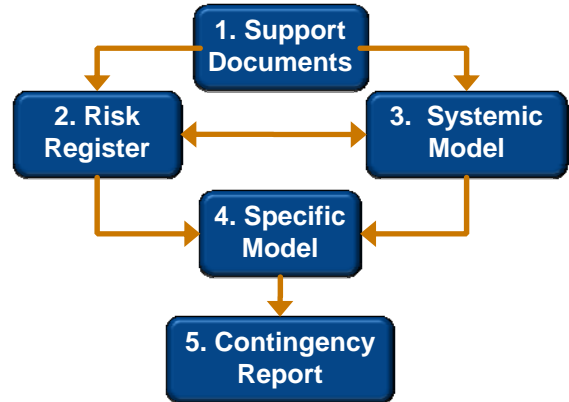 1. Support
Documents
2. Risk
Register
3. Systemic
Model
4. Specific
Model
5. Contingency
Report